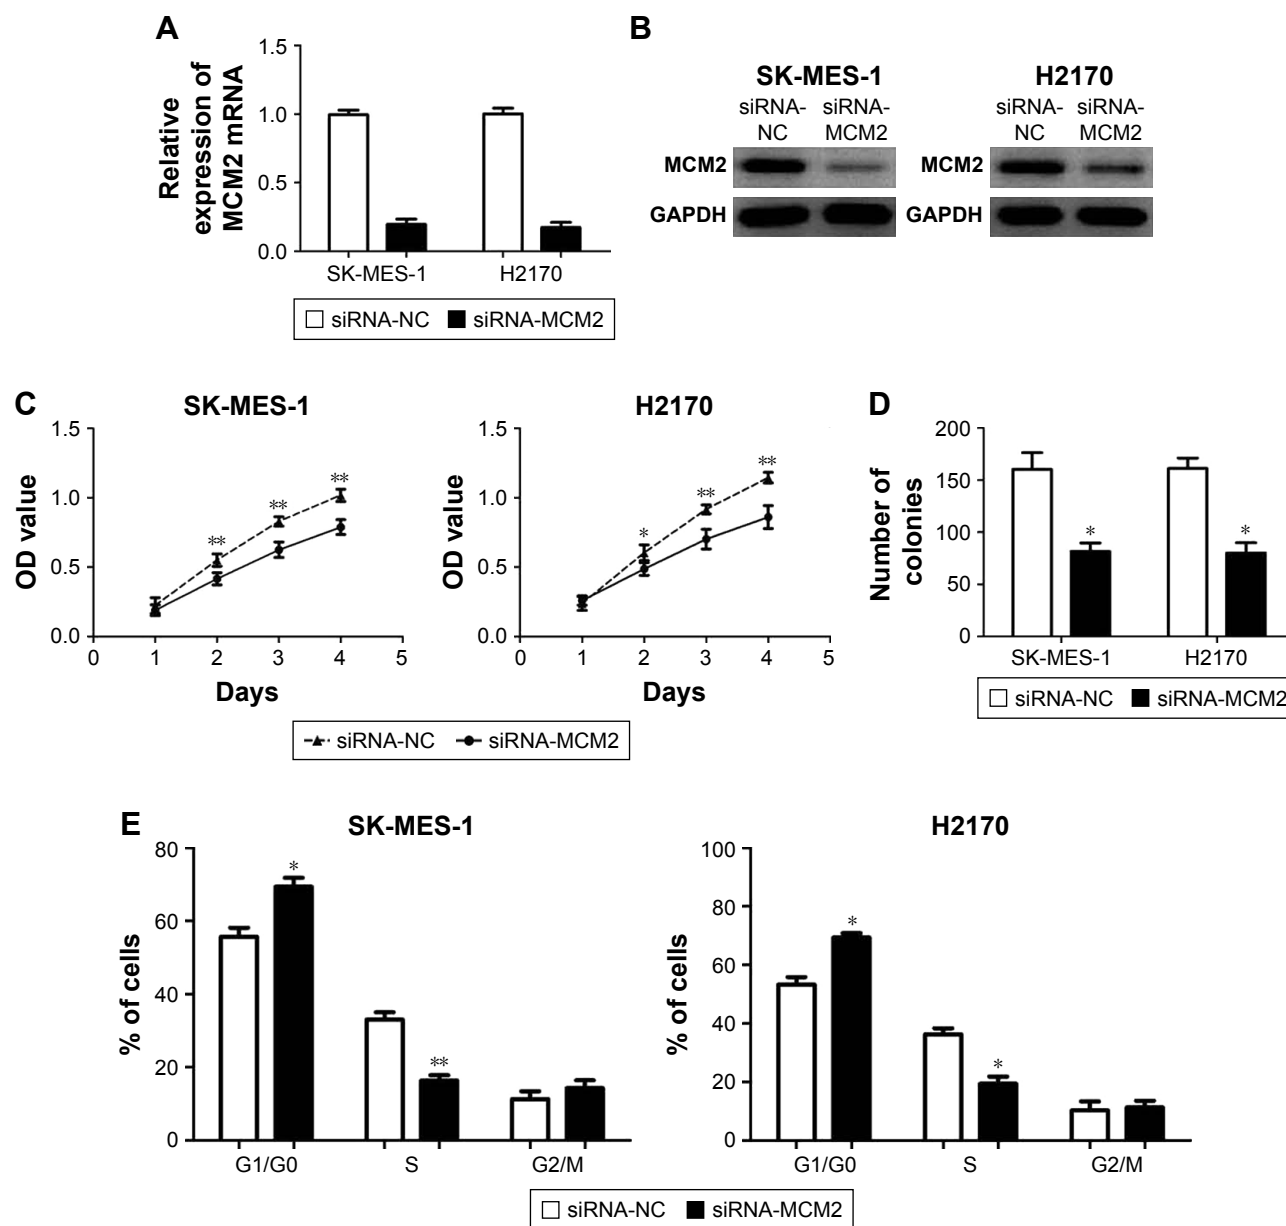 A
Relative
expression of
MCM2 mRNA
1.5
1.0
0.5
0.0
SK-MES-1
H2170
siRNA-NC
siRNA-MCM2
B
SK-MES-1
H2170
siRNA-
NC
siRNA-
MCM2
siRNA-
NC
siRNA-
MCM2
MCM2
GAPDH
MCM2
GAPDH
C
SK-MES-1
OD value
1.5
1.0
0.5
0.0
**
**
**
0 1 2 3 4 5
Days
H2170
OD value
1.5
1.0
0.5
0.0
*
**
**
0 1 2 3 4 5
Days
siRNA-NC
siRNA-MCM2
D
Number of
colonies
200
150
100
50
0
*
*
SK-MES-1
H2170
siRNA-NC
siRNA-MCM2
E
SK-MES-1
% of cells
80
60
40
20
0
*
**
G1/G0
S
G2/M
H2170
% of cells
100
80
60
40
20
0
*
*
G1/G0
S
G2/M
siRNA-NC
siRNA-MCM2